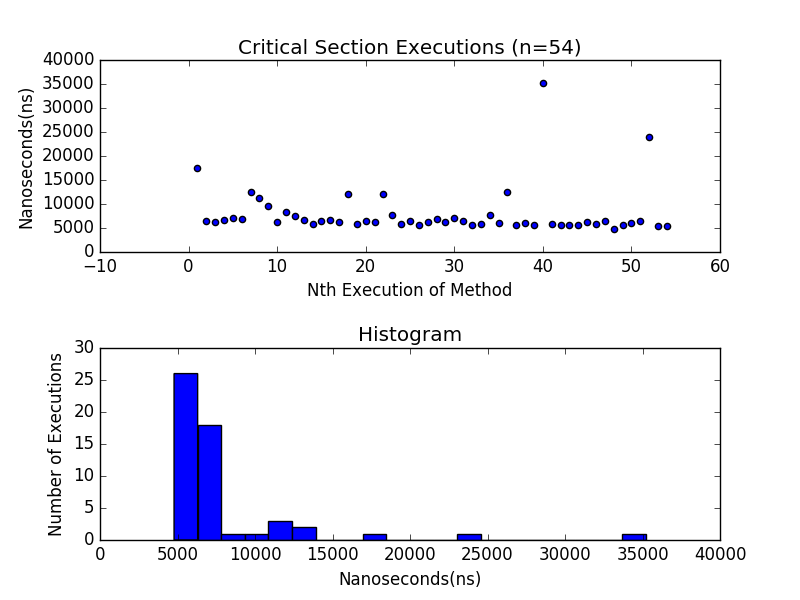 Critical Section Executions (n=54)
40000
35000
30000
25000
20000
15000
10000
5000
0
Nanoseconds(ns)
−10 0 10 20 30 40 50 60
Nth Execution of Method
Histogram
30
25
20
15
10
5
0
Number of Executions
0 5000 10000 15000 20000 25000 30000 35000 40000
Nanoseconds(ns)